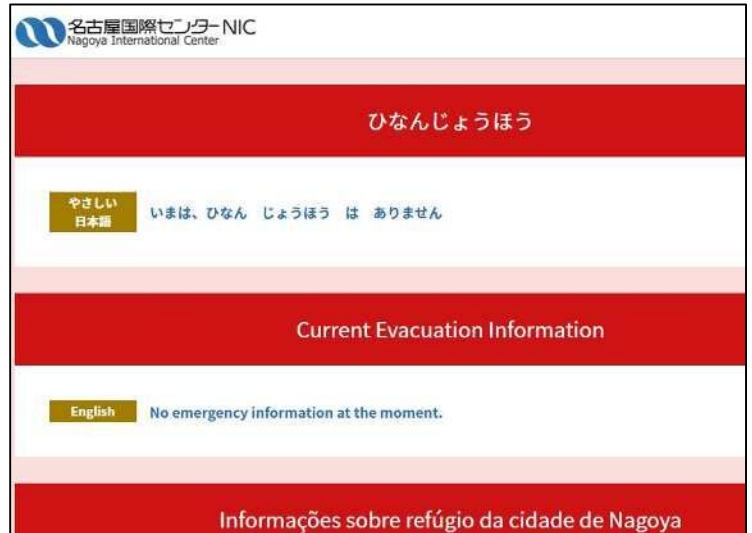 名古屋国際センターNIC
Nagoya International Center
ひなんじょうほう
やさしい
日本語
いまは、ひなん　じょうほう　は　ありません
Current Evacuation Information
English
No emergency information at the moment.
Informações sobre refúgio da cidade de Nagoya